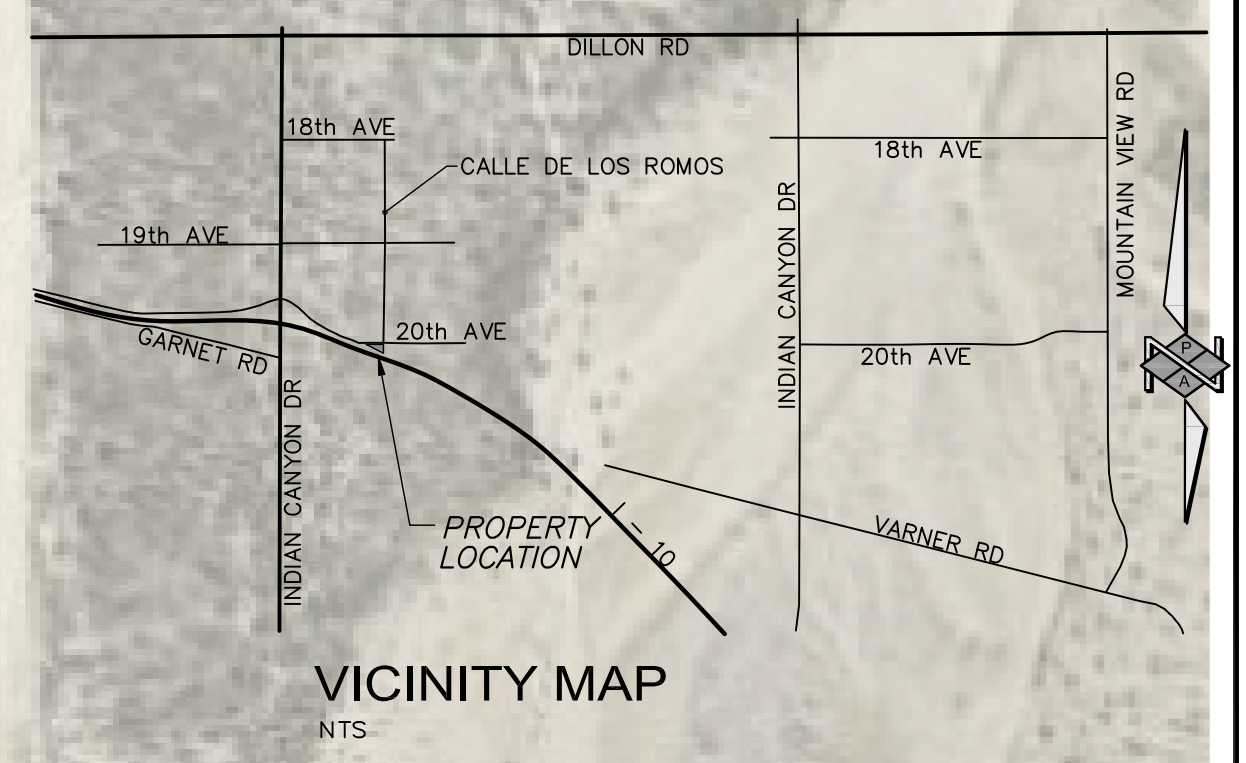 DILLON RD
18th AVE
CALLE DE LOS ROMOS
18th AVE
MOUNTAIN VIEW RD
INDIAN CANYON DR
19th AVE
20th AVE
GARNET RD
20th AVE
P
N
A
INDIAN CANYON DR
PROPERTY
LOCATION
I - 10
VARNER RD
VICINITY MAP
NTS